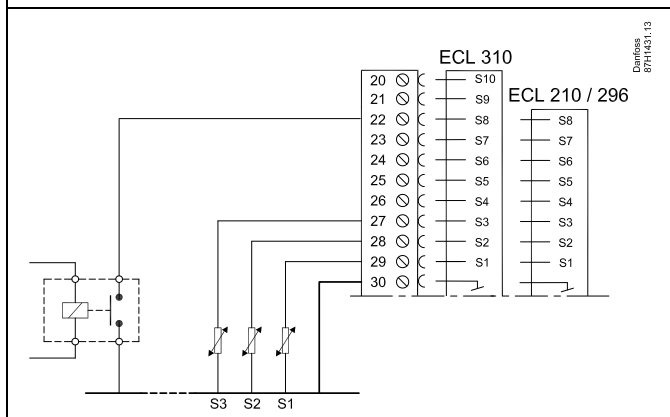 Danfoss
87H1431.13
ECL 310
ECL 210 / 296
20 S10
21 S9
22 S8 S8
23 S7 S7
24 S6 S6
25 S5 S5
26 S4 S4
27 S3 S3
28 S2 S2
29 S1 S1
30
S3 S2 S1